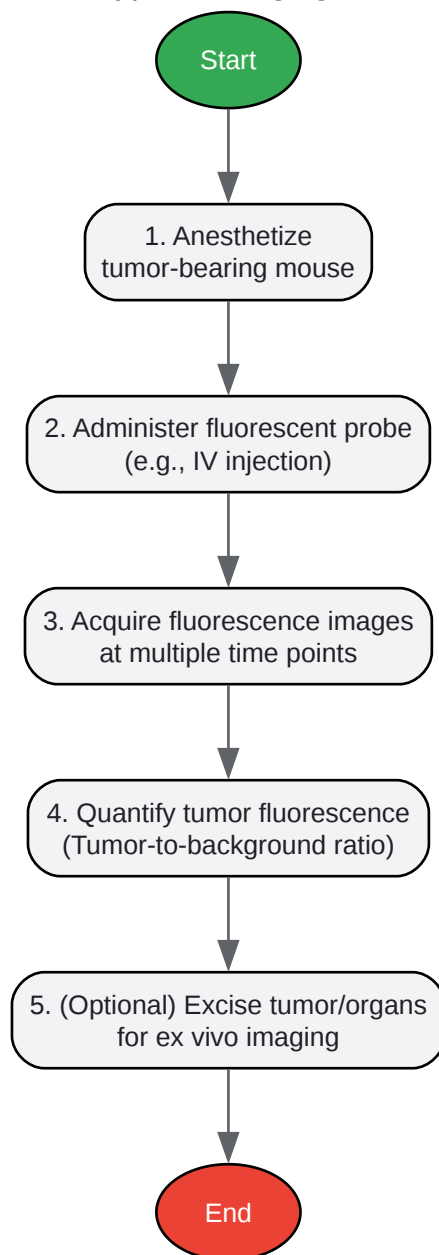 Start
1. Anesthetize
tumor-bearing mouse
2. Administer fluorescent probe
(e.g., IV injection)
3. Acquire fluorescence images
at multiple time points
4. Quantify tumor fluorescence
(Tumor-to-background ratio)
5. (Optional) Excise tumor/organs
for ex vivo imaging
End